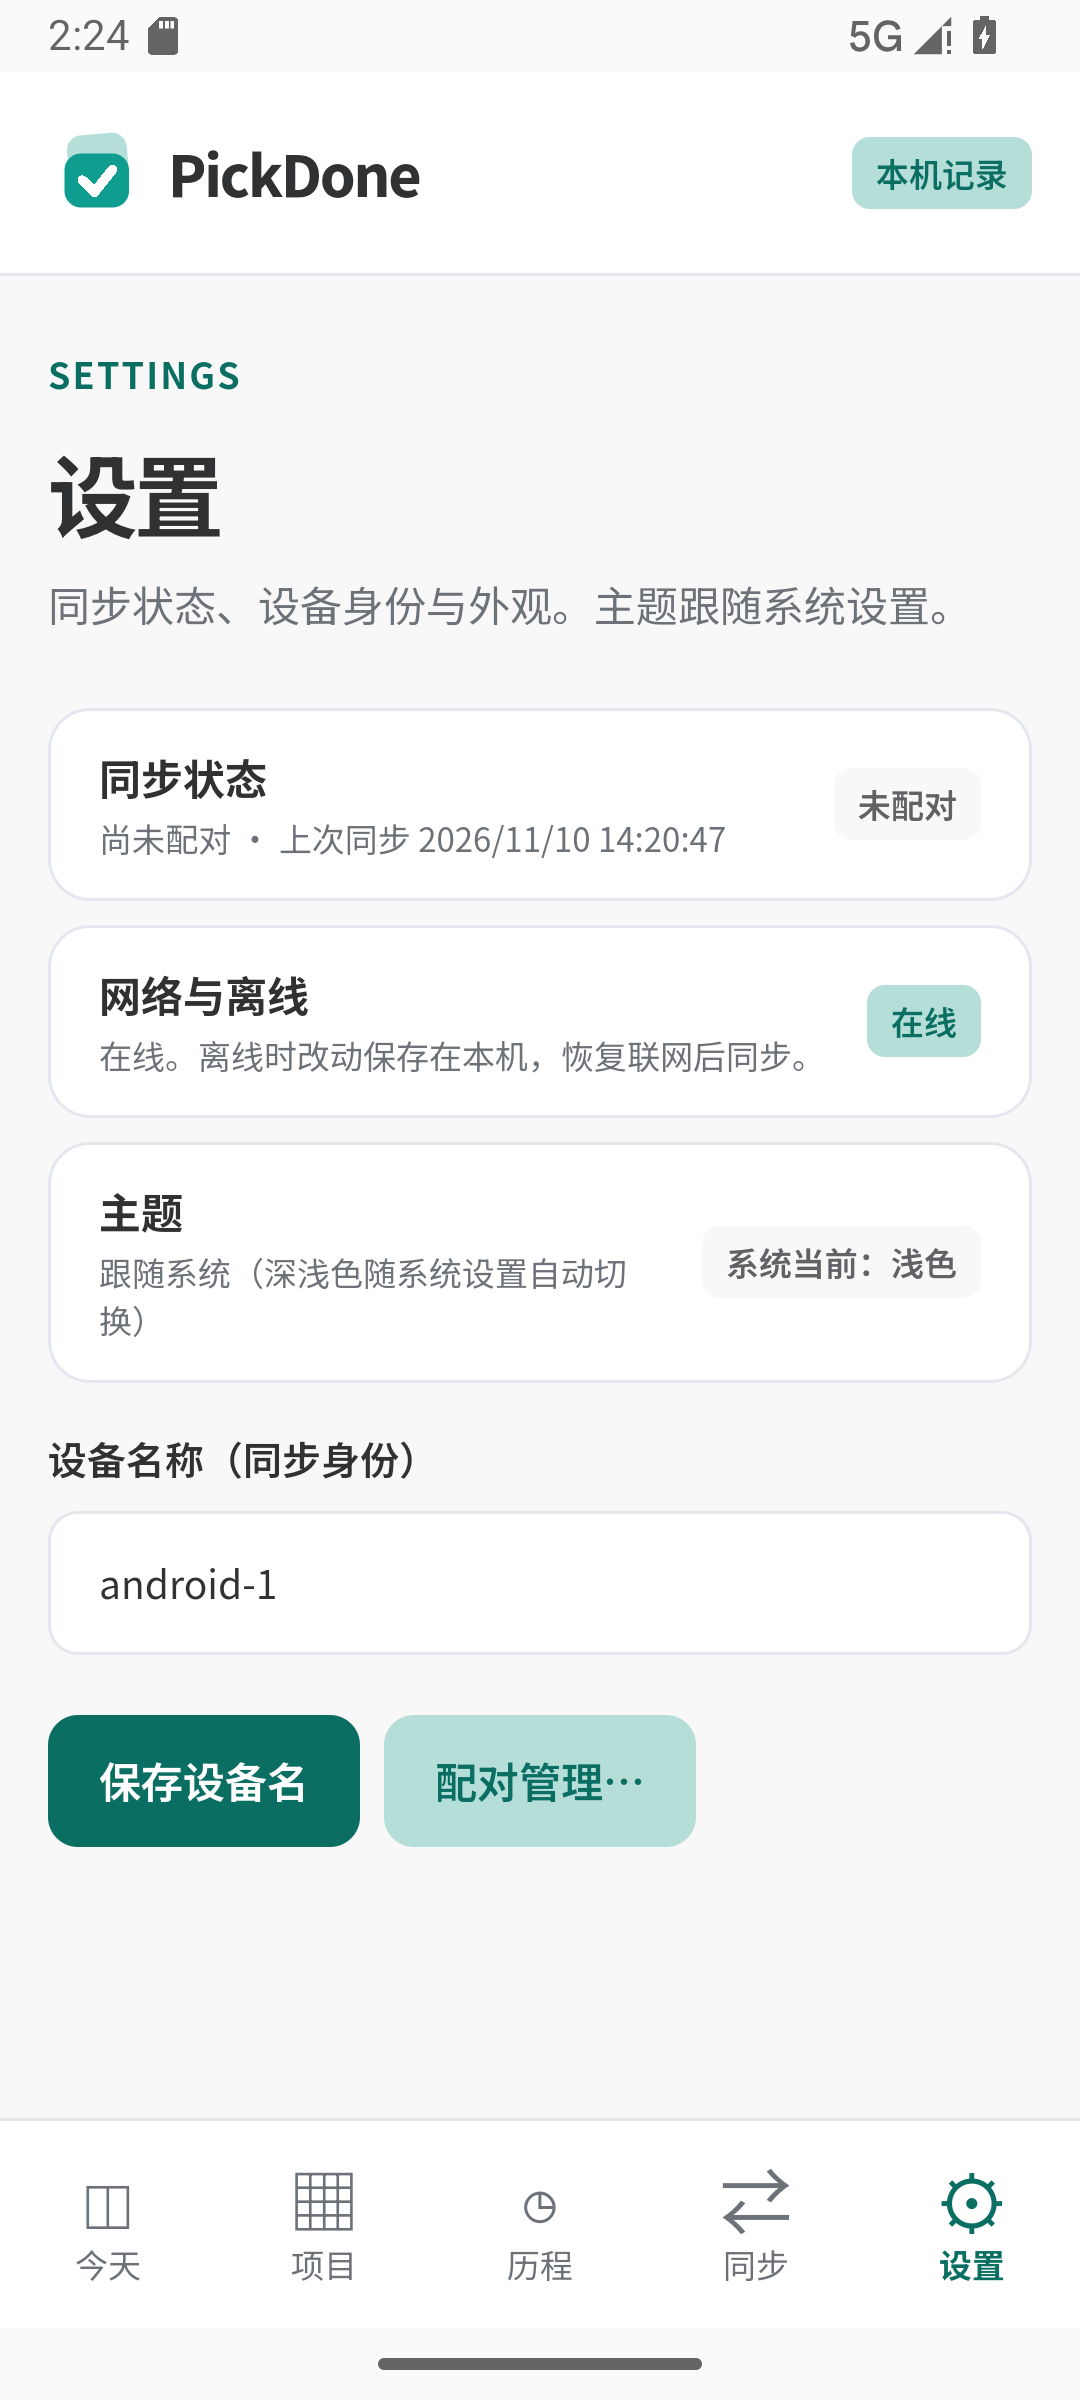 2:24
5G
PickDone
本机记录
SETTINGS
设置
同步状态、设备身份与外观。主题跟随系统设置。
同步状态
尚未配对 · 上次同步 2026/11/10 14:20:47
未配对
网络与离线
在线。离线时改动保存在本机，恢复联网后同步。
在线
主题
跟随系统（深浅色随系统设置自动切
换）
系统当前：浅色
设备名称（同步身份）
android-1
保存设备名
配对管理…
今天
项目
历程
同步
设置